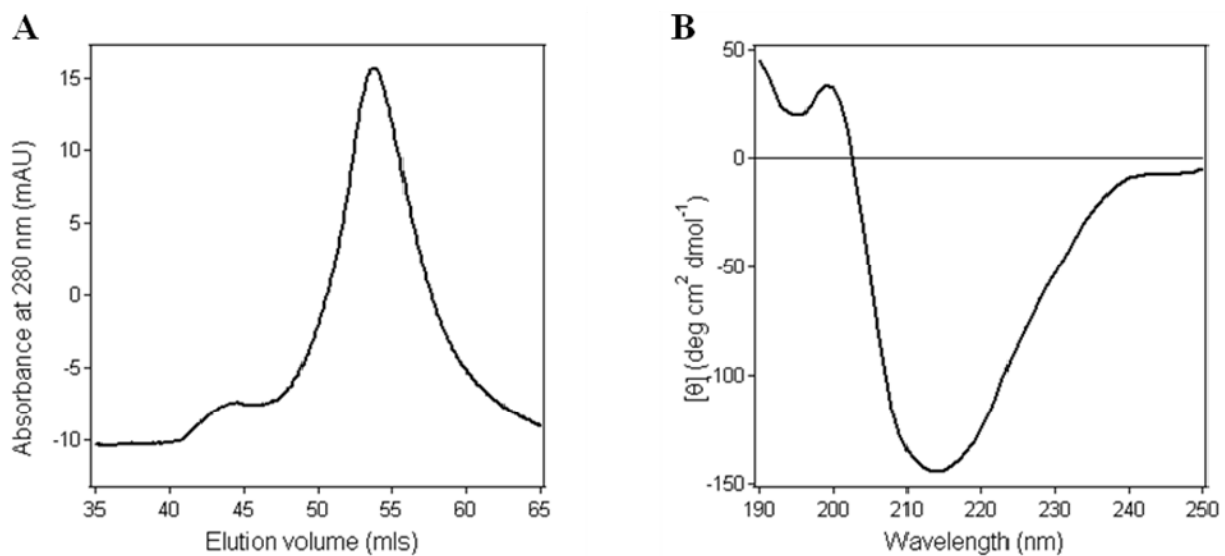 A
Absorbance at 280 nm (mAU)
15
10
5
0
-5
-10
35 40 45 50 55 60 65
Elution volume (mls)
B
[θ] (deg cm² dmol⁻¹)
50
0
-50
-100
-150
190 200 210 220 230 240 250
Wavelength (nm)